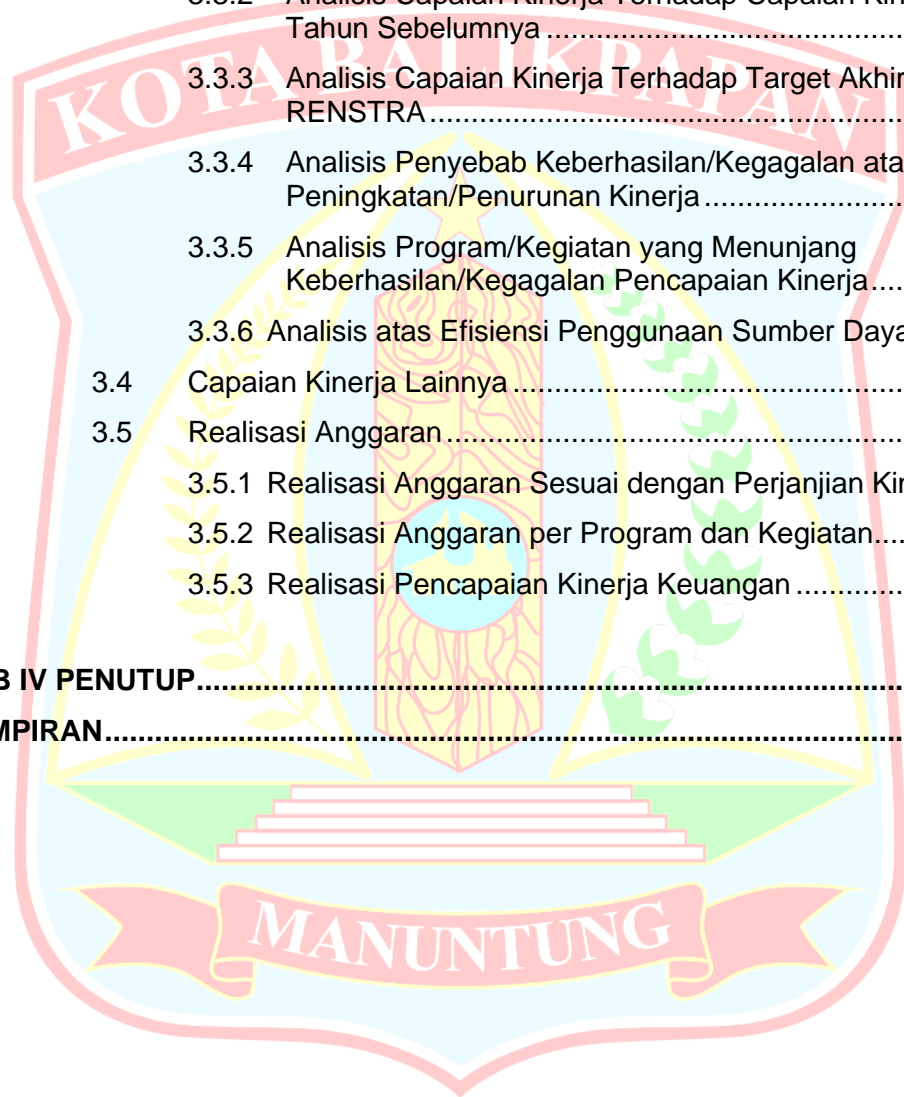 3.3.2 Analisis Capaian Kinerja Terhadap Capaian Kin
Tahun Sebelumnya........................................
KOTA BALIKPAPAN
3.3.3 Analisis Capaian Kinerja Terhadap Target Akhir
RENSTRA........................................................
3.3.4 Analisis Penyebab Keberhasilan/Kegagalan ata
Peningkatan/Penurunan Kinerja......................
3.3.5 Analisis Program/Kegiatan yang Menunjang
Keberhasilan/Kegagalan Pencapaian Kinerja....
3.3.6 Analisis atas Efisiensi Penggunaan Sumber Daya
3.4 Capaian Kinerja Lainnya.............................................
3.5 Realisasi Anggaran......................................................
3.5.1 Realisasi Anggaran Sesuai dengan Perjanjian Kin
3.5.2 Realisasi Anggaran per Program dan Kegiatan....
3.5.3 Realisasi Pencapaian Kinerja Keuangan..............
B IV PENUTUP.....................................................................................
MPIRAN................................................................................................
MANUNTUNG